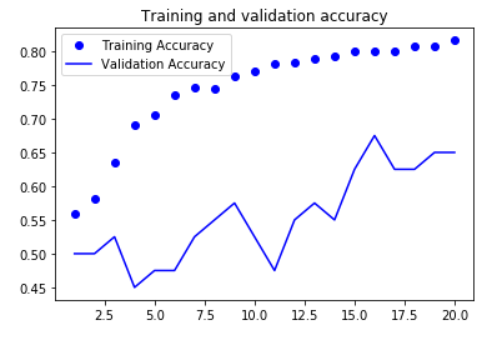 Training and validation accuracy
Training Accuracy
Validation Accuracy
0.80
0.75
0.70
0.65
0.60
0.55
0.50
0.45
2.5 5.0 7.5 10.0 12.5 15.0 17.5 20.0